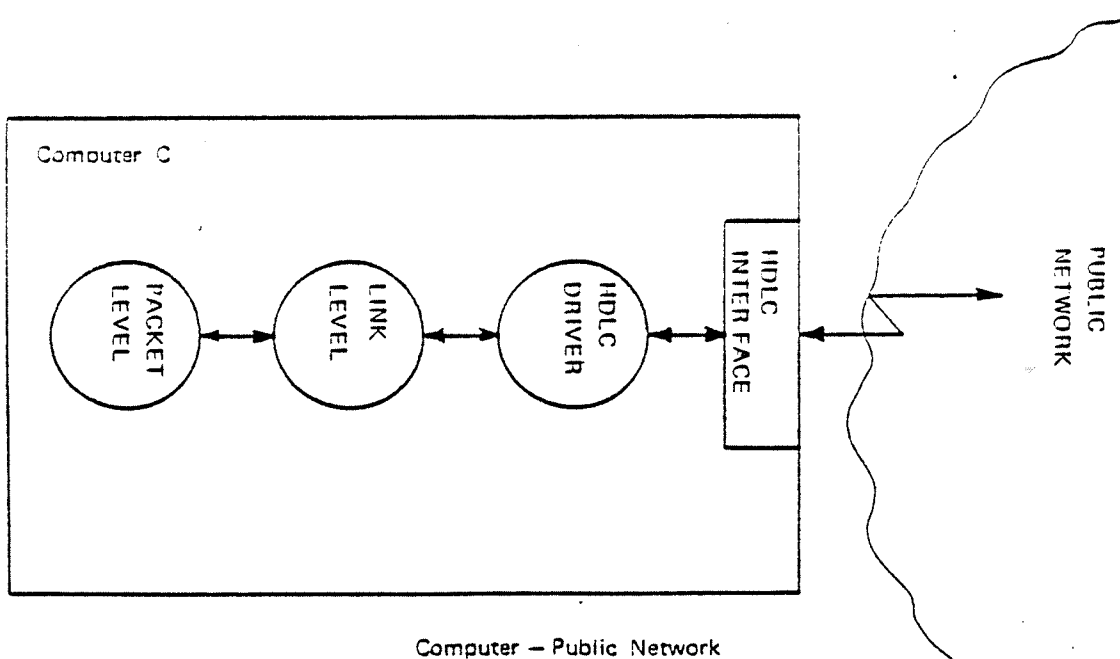 Computer C
PACKET
LEVEL
LINK
LEVEL
HDLC
DRIVER
HDLC
INTERFACE
PUBLIC
NETWORK
Computer – Public Network